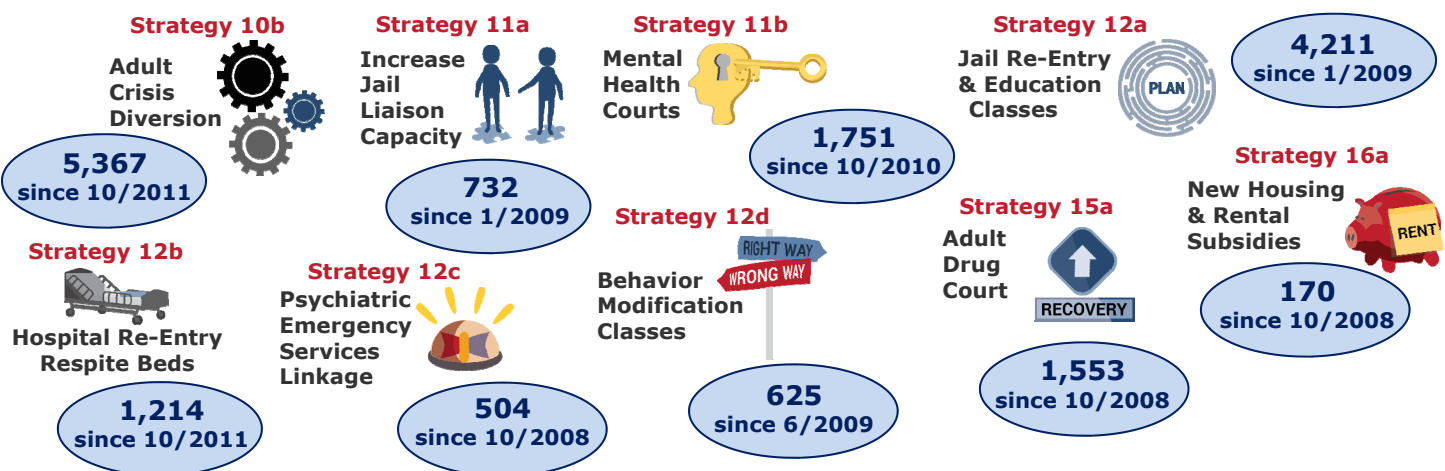 Strategy 10b
Adult
Crisis
Diversion
5,367
since 10/2011
Strategy 11a
Increase
Jail
Liaison
Capacity
732
since 1/2009
Strategy 11b
Mental
Health
Courts
1,751
since 10/2010
Strategy 12a
Jail Re-Entry
& Education
Classes
PLAN
4,211
since 1/2009
Strategy 12b
Hospital Re-Entry
Respite Beds
1,214
since 10/2011
Strategy 12c
Psychiatric
Emergency
Services
Linkage
504
since 10/2008
Strategy 12d
Behavior
Modification
Classes
RIGHT WAY
WRONG WAY
625
since 6/2009
Strategy 15a
Adult
Drug
Court
RECOVERY
1,553
since 10/2008
Strategy 16a
New Housing
& Rental
Subsidies
RENT
170
since 10/2008